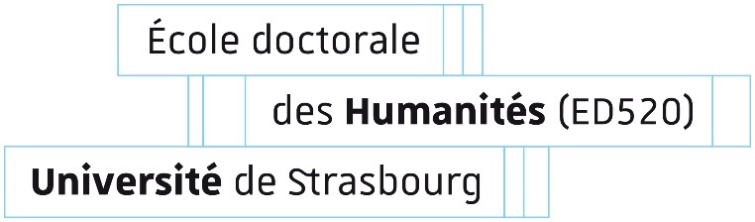 École doctorale
des Humanités (ED520)
Université de Strasbourg